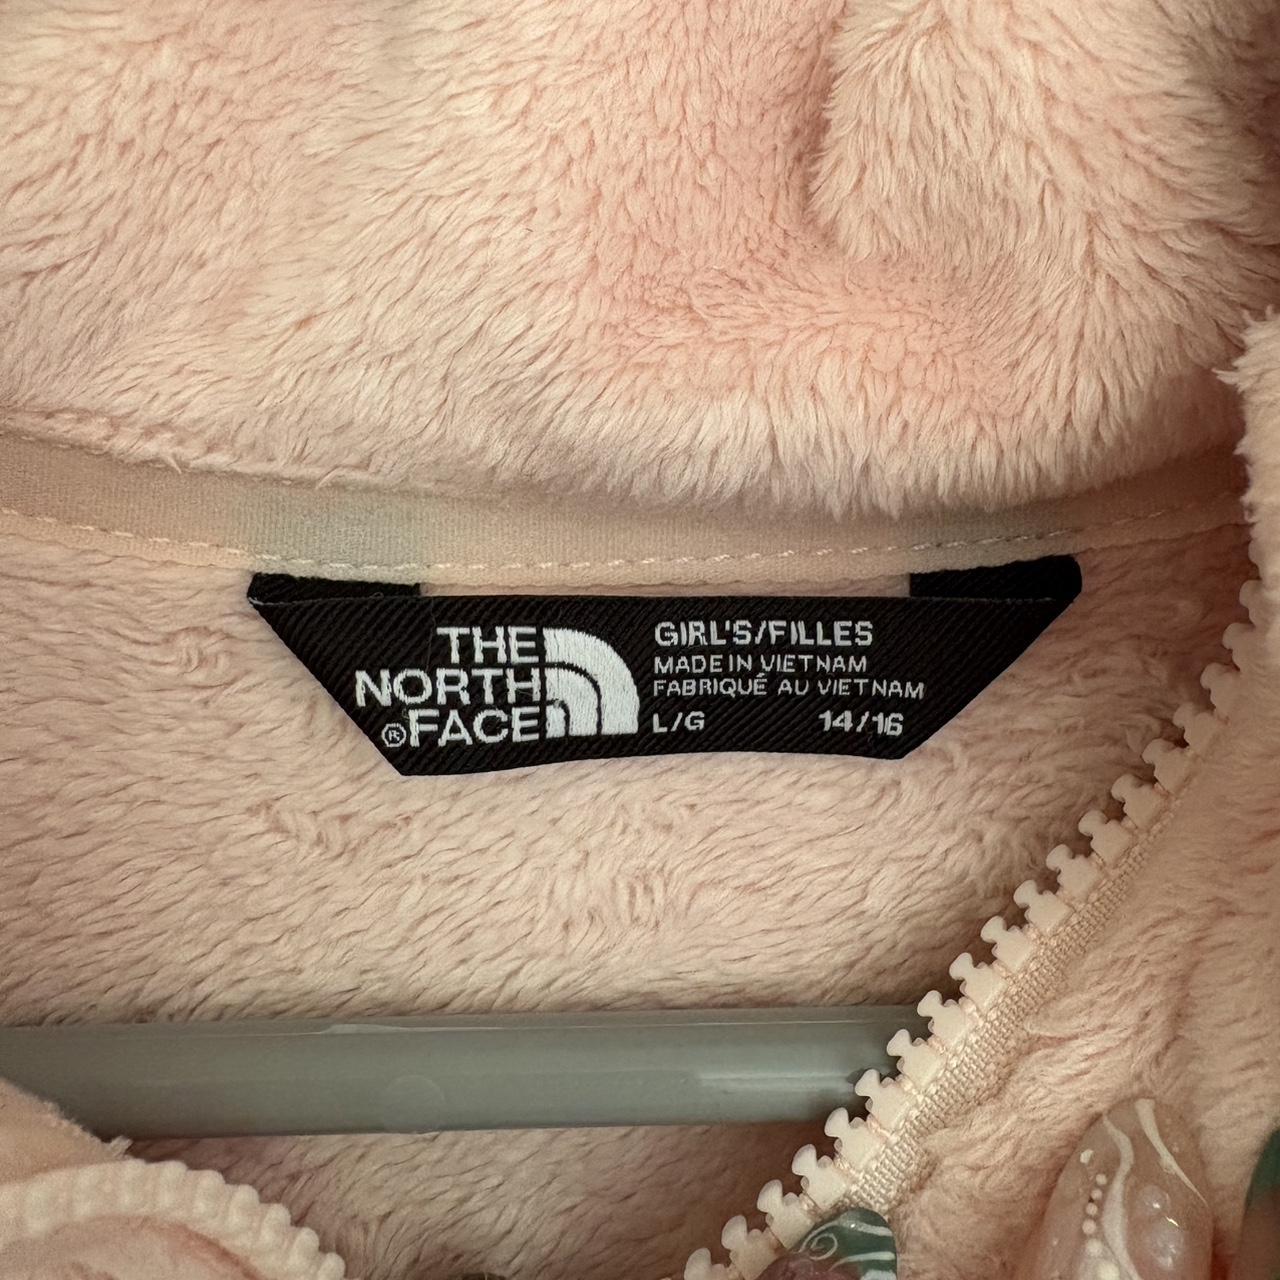 THE
NORTH
®FACE
GIRL'S/FILLES
MADE IN VIETNAM
FABRIQUÉ AU VIETNAM
L/G 14/16